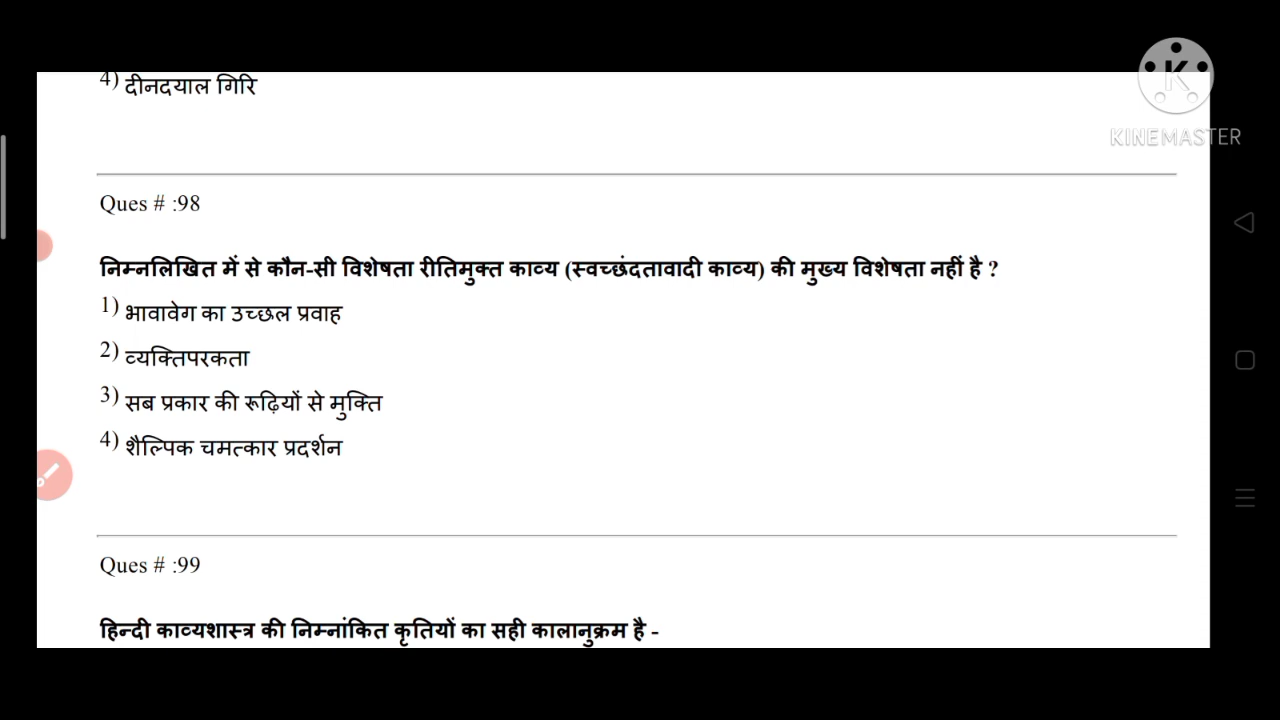 4) दीनदयाल गिरि
KINEMASTER
Ques # :98
निम्नलिखित में से कौन-सी विशेषता रीतिमुक्त काव्य (स्वच्छंदतावादी काव्य) की मुख्य विशेषता नहीं है ?
1) भावावेग का उच्छल प्रवाह
2) व्यक्तिपरकता
3) सब प्रकार की रूढ़ियों से मुक्ति
4) शैल्पिक चमत्कार प्रदर्शन
Ques # :99
हिन्दी काव्यशास्त्र की निम्नांकित कृतियों का सही कालानुक्रम है -